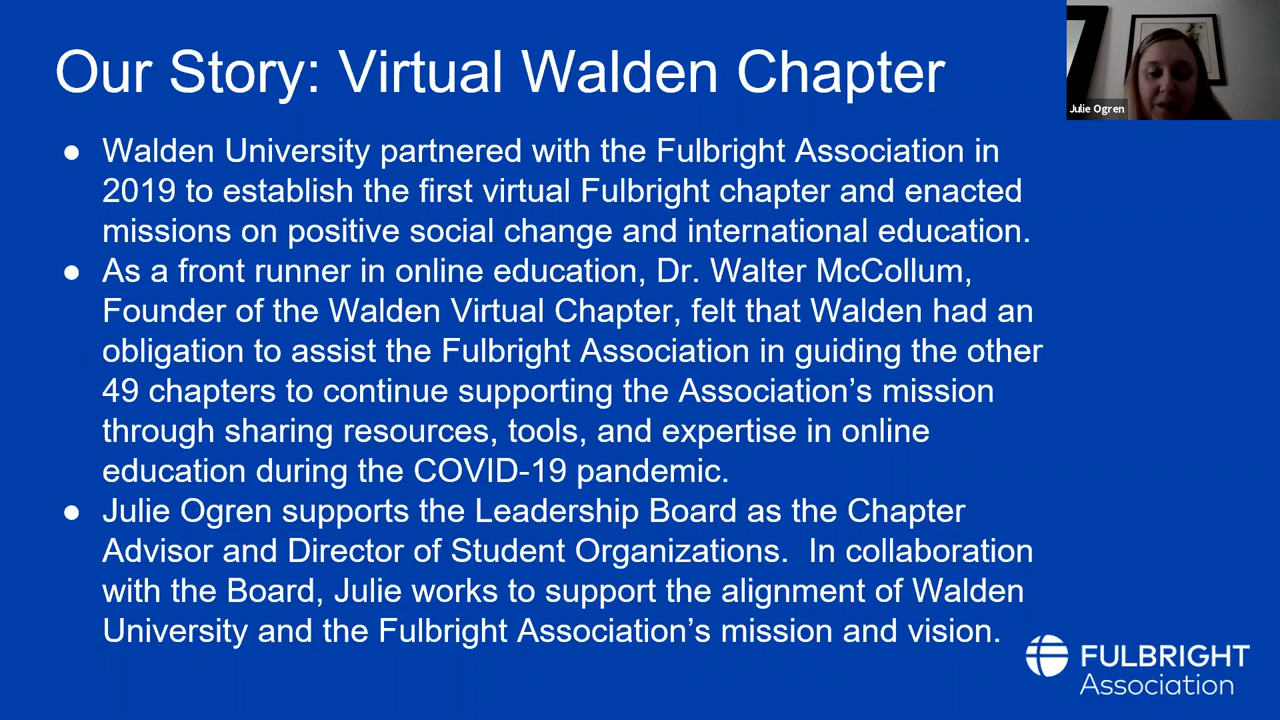 Our Story: Virtual Walden Chapter
Julie Ogren
● Walden University partnered with the Fulbright Association in
2019 to establish the first virtual Fulbright chapter and enacted
missions on positive social change and international education.
● As a front runner in online education, Dr. Walter McCollum,
Founder of the Walden Virtual Chapter, felt that Walden had an
obligation to assist the Fulbright Association in guiding the other
49 chapters to continue supporting the Association’s mission
through sharing resources, tools, and expertise in online
education during the COVID-19 pandemic.
● Julie Ogren supports the Leadership Board as the Chapter
Advisor and Director of Student Organizations.  In collaboration
with the Board, Julie works to support the alignment of Walden
University and the Fulbright Association’s mission and vision.
FULBRIGHT
Association